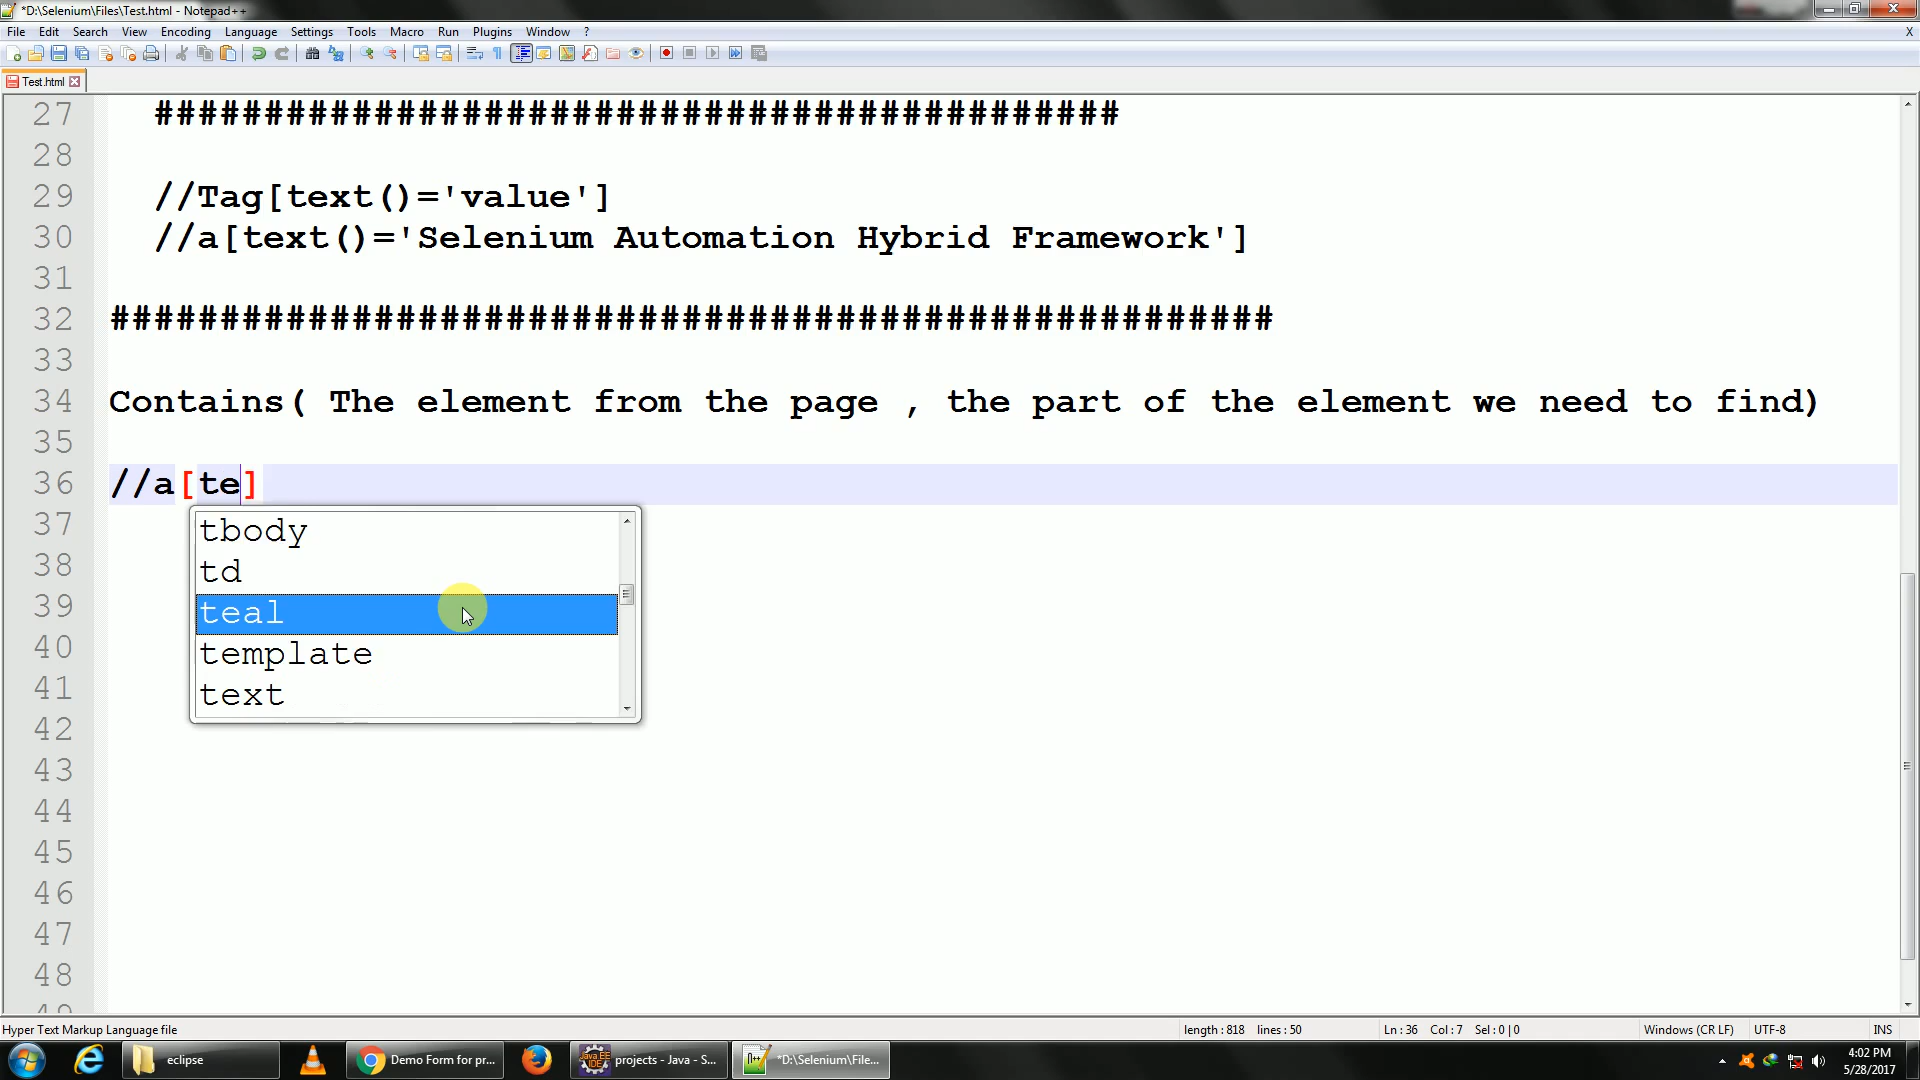 *D:\Selenium\Files\Test.html - Notepad++
File Edit Search View Encoding Language Settings Tools Macro Run Plugins Window ? X
Test.html
27 ############################################
28
29 //Tag[text()='value']
30 //a[text()='Selenium Automation Hybrid Framework']
31
32 #####################################################
33
34 Contains( The element from the page , the part of the element we need to find)
35
36 //a[te]
37 tbody
38 td
39 teal
40 template
41 text
42
43
44
45
46
47
48
49
Hyper Text Markup Language file length : 818 lines : 50 Ln : 36 Col : 7 Sel : 0 | 0 Windows (CR LF) UTF-8 INS
eclipse Demo Form for pr... Java EE IDE projects - Java - S... *D:\Selenium\File... 4:02 PM
5/28/2017